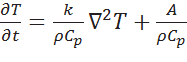 ∂T/∂t = k/(ρC_p) ∇²T + A/(ρC_p)